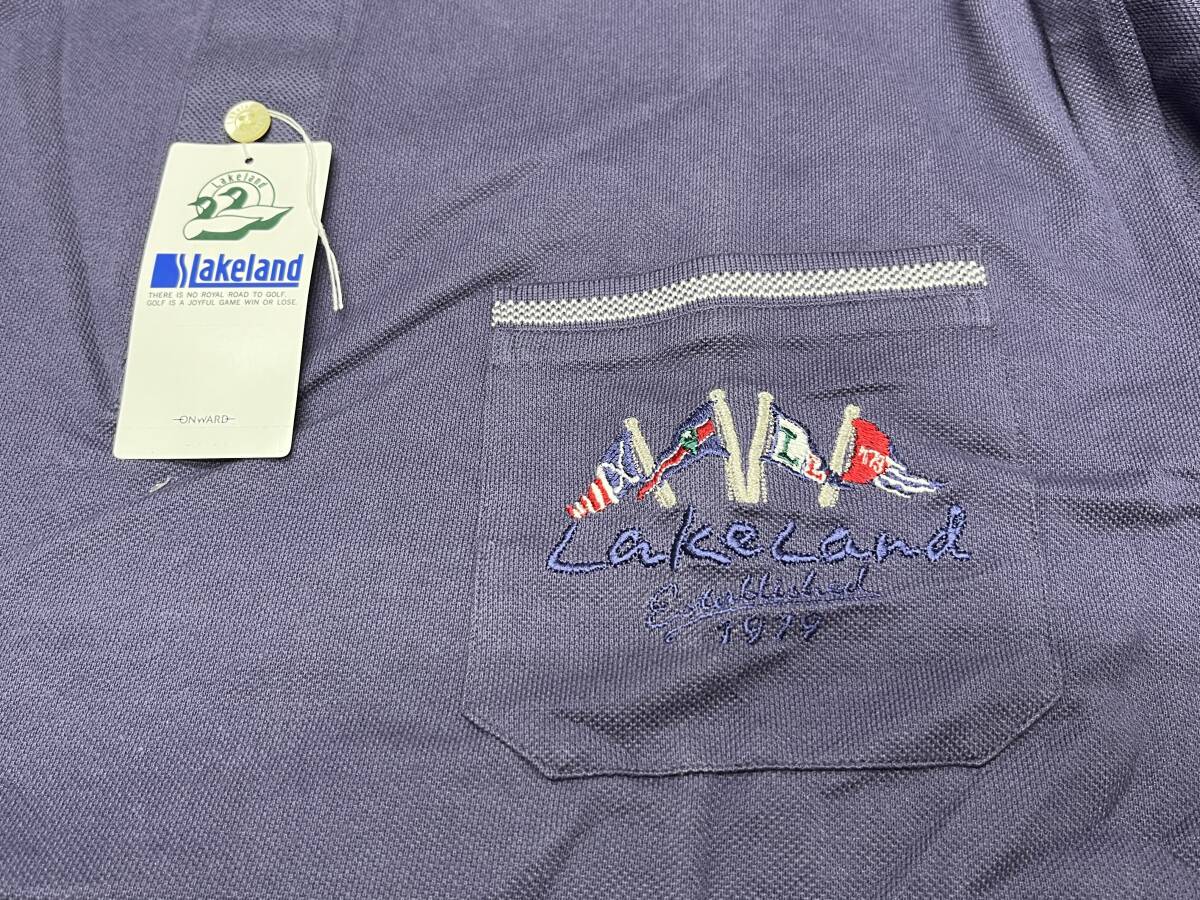 Lakeland
Lakeland
THERE IS NO ROYAL ROAD TO GOLF.
GOLF IS A JOYFUL GAME WIN OR LOSE.
ONWARD
L L
LakeLand
Established
1979